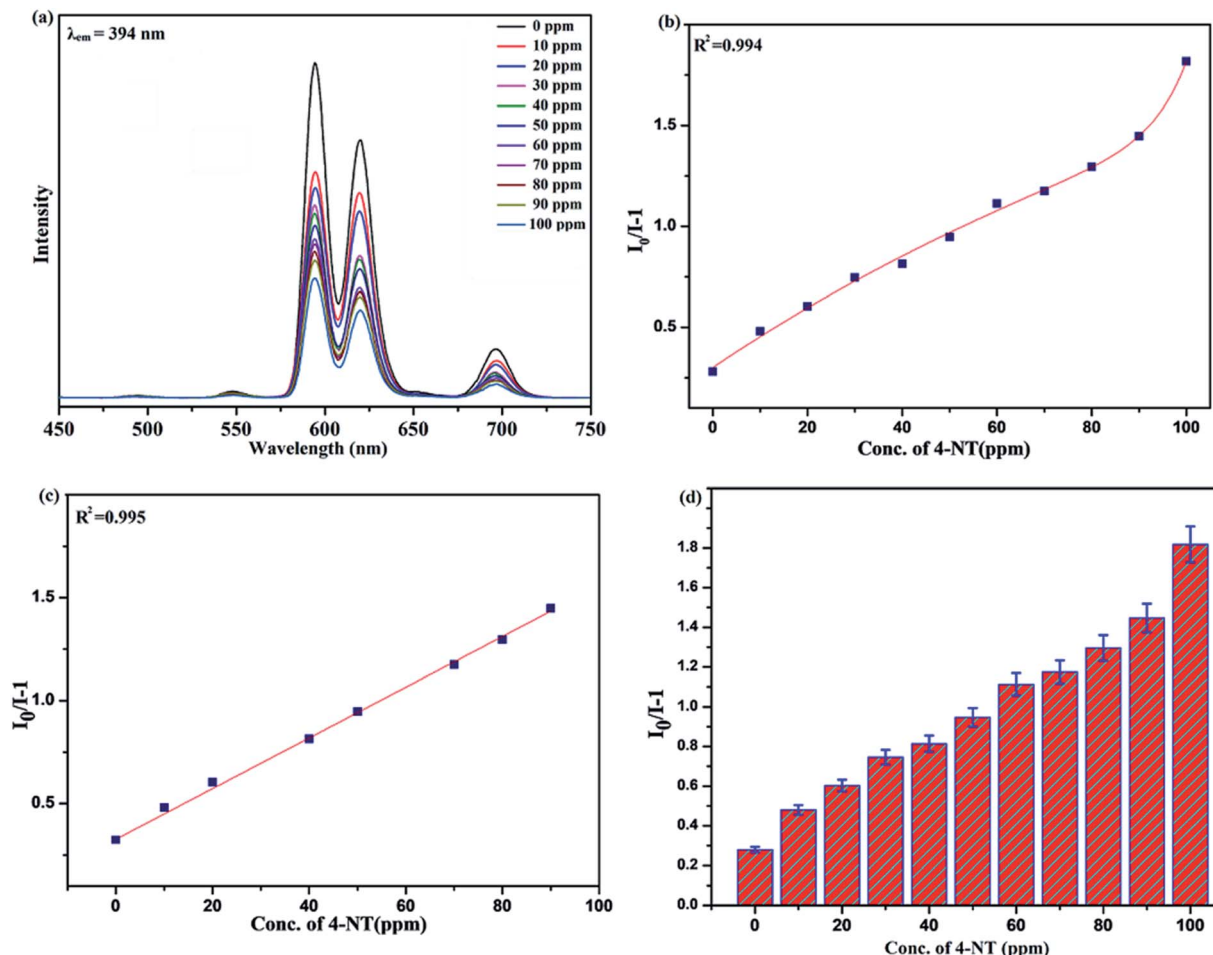 (a)
λem = 394 nm
0 ppm
10 ppm
20 ppm
30 ppm
40 ppm
50 ppm
60 ppm
70 ppm
80 ppm
90 ppm
100 ppm
Intensity
450 500 550 600 650 700 750
Wavelength (nm)
(b)
R²=0.994
1.5
1.0
0.5
I₀/I-1
0 20 40 60 80 100
Conc. of 4-NT(ppm)
(c)
R²=0.995
1.5
1.0
0.5
I₀/I-1
0 20 40 60 80 100
Conc. of 4-NT(ppm)
(d)
1.8
1.6
1.4
1.2
1.0
0.8
0.6
0.4
0.2
0.0
I₀/I-1
0 20 40 60 80 100
Conc. of 4-NT (ppm)